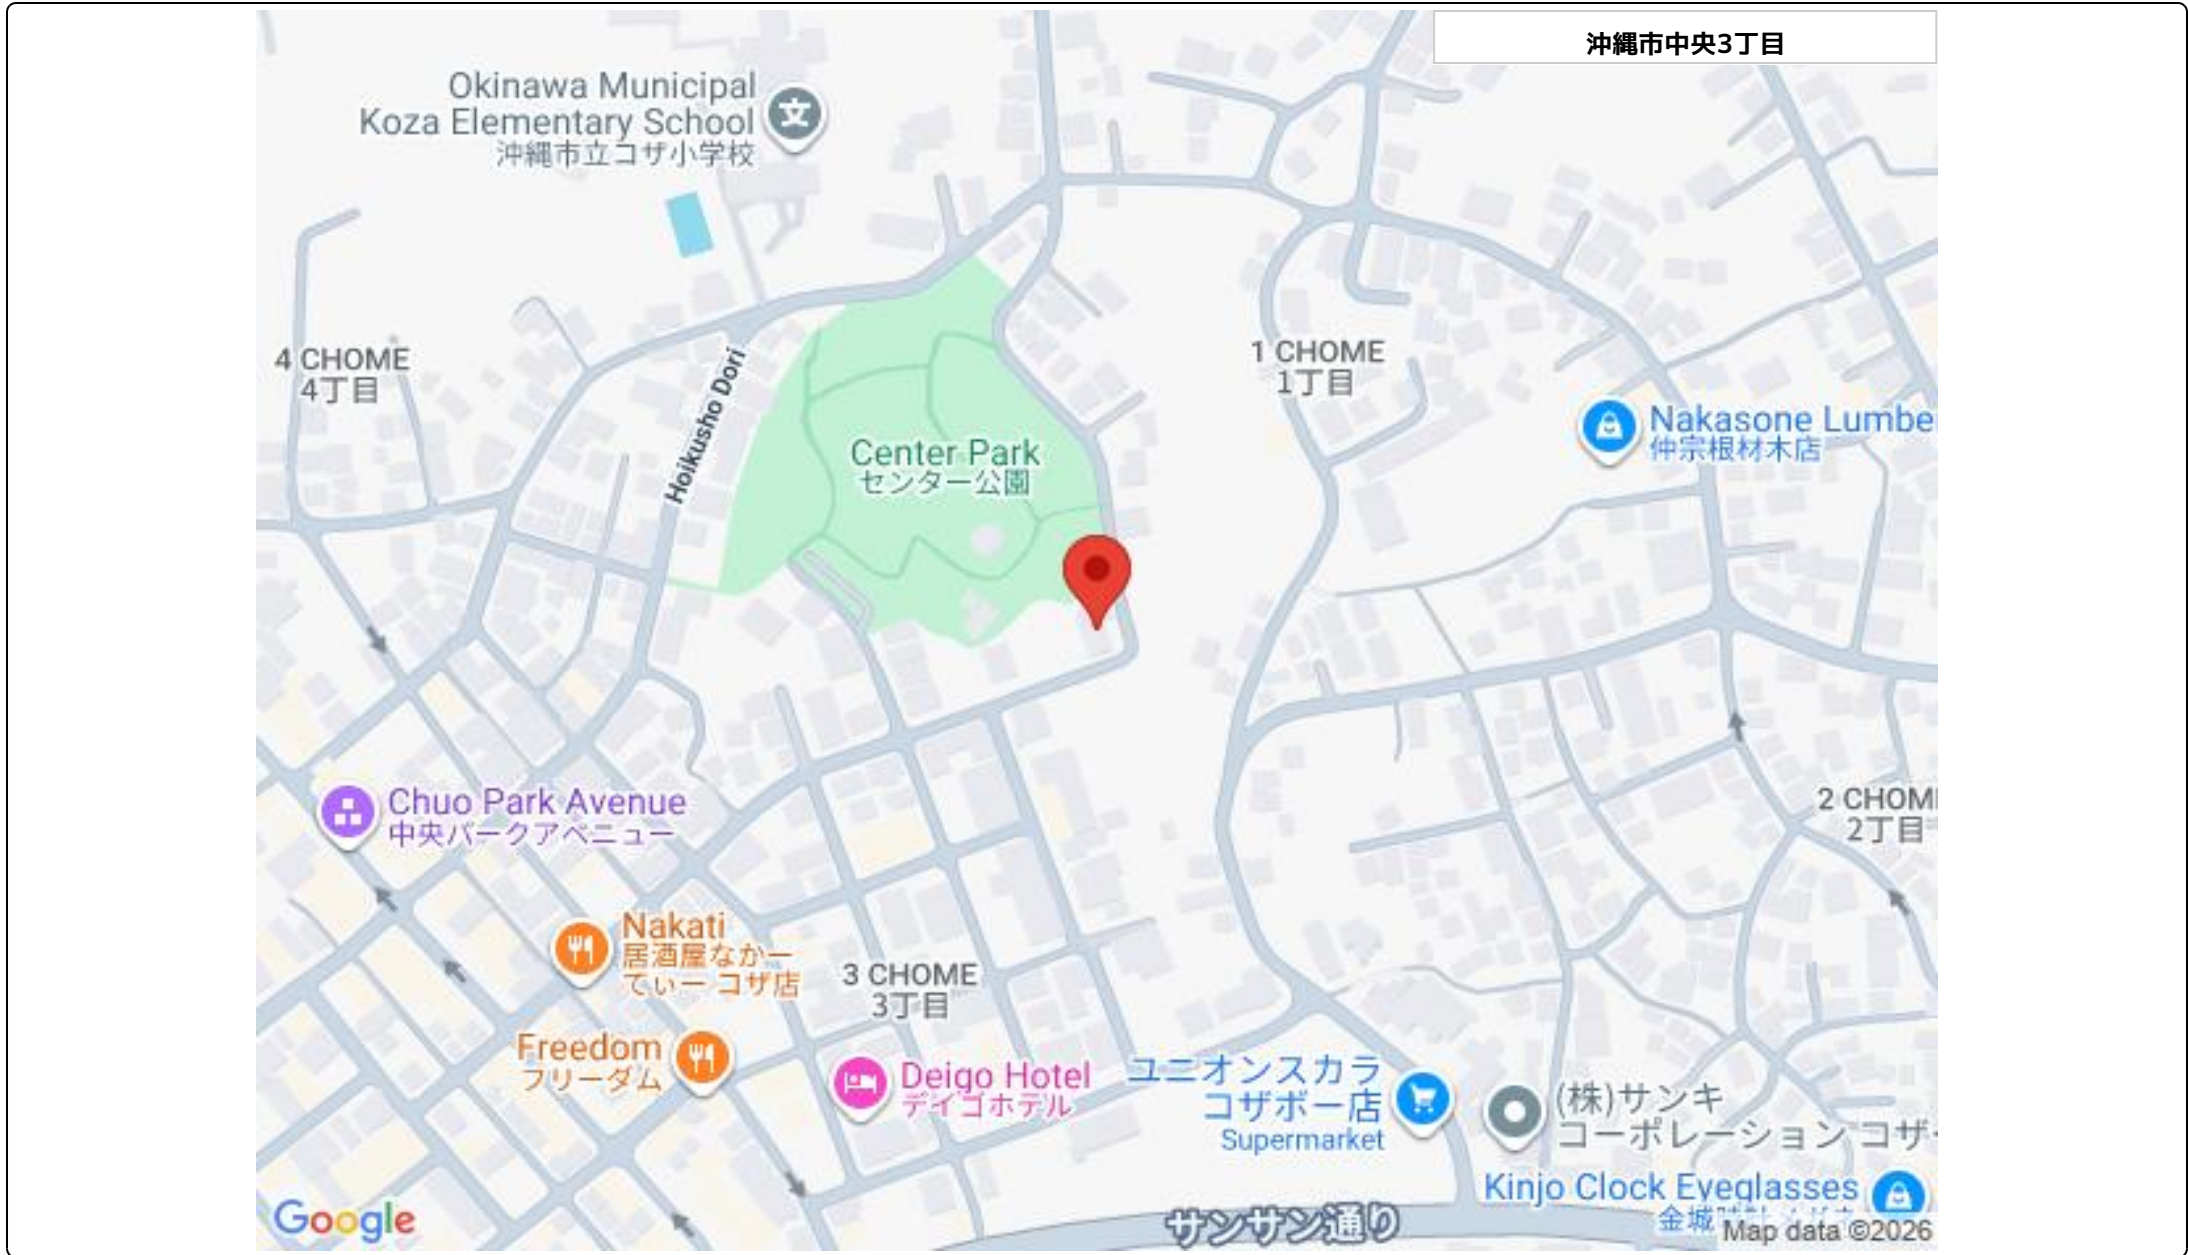 沖縄市中央3丁目
Okinawa Municipal
Koza Elementary School
沖縄市立コザ小学校
4 CHOME
4丁目
Hoikusho Dori
1 CHOME
1丁目
Center Park
センター公園
Nakasone Lumbe
仲宗根材木店
Chuo Park Avenue
中央パークアベニュー
2 CHOM
2丁目
Nakati
居酒屋なかー
てぃー コザ店
3 CHOME
3丁目
Freedom
フリーダム
Deigo Hotel
デイゴホテル
ユニオンスカラ
コザボー店
Supermarket
(株)サンキ
コーポレーション コザ
Kinjo Clock Eyeglasses
金城
サンサン通り
Google
Map data ©2026